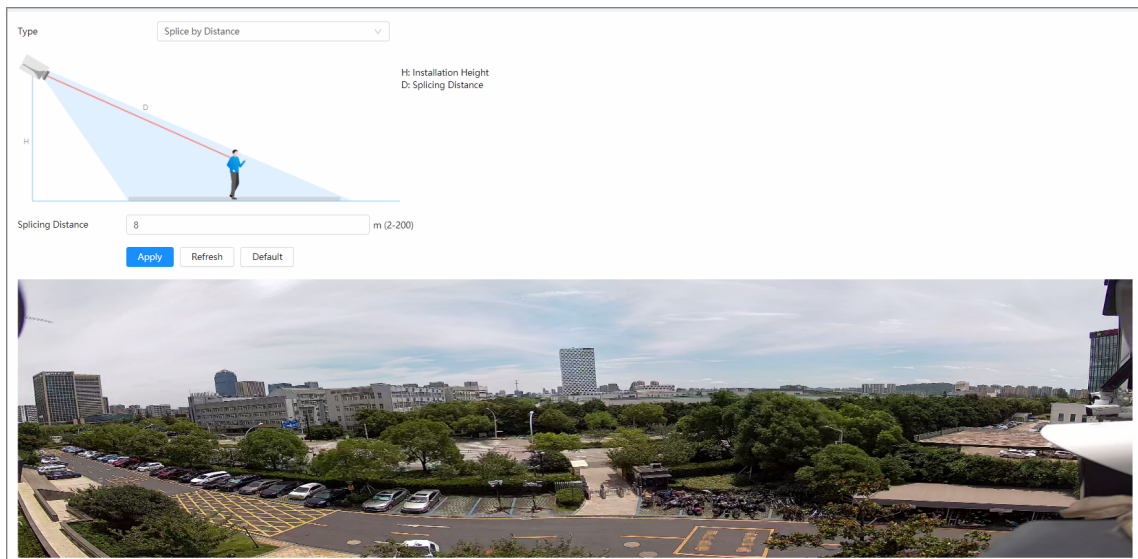 Type
Splice by Distance
H: Installation Height
D: Splicing Distance
D
H
Splicing Distance
8
m (2-200)
Apply
Refresh
Default